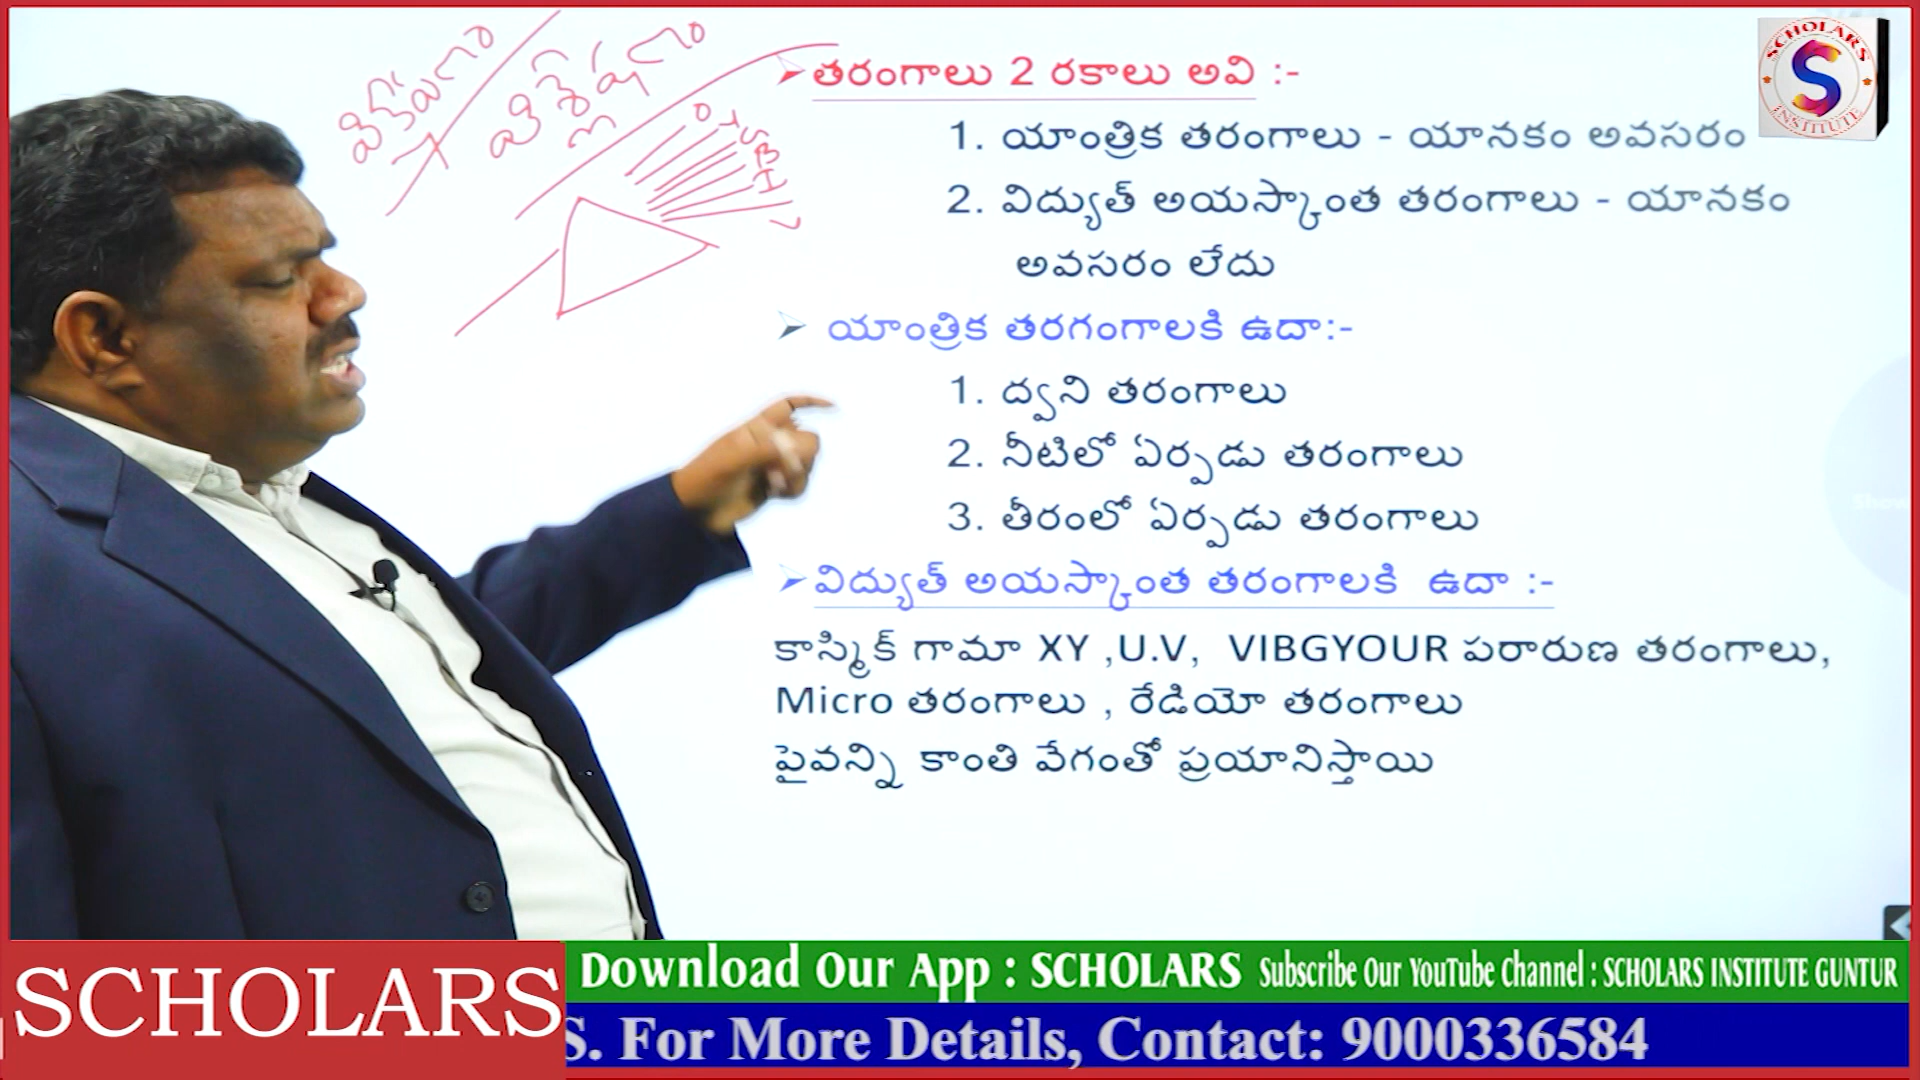 వికిరణం
విశ్లేషణం
➤తరంగాలు 2 రకాలు అవి :-
1. యాంత్రిక తరంగాలు - యానకం అవసరం
2. విద్యుత్ అయస్కాంత తరంగాలు - యానకం
అవసరం లేదు
➤ యాంత్రిక తరగంగాలకి ఉదా:-
1. ద్వని తరంగాలు
2. నీటిలో ఏర్పడు తరంగాలు
3. తీరంలో ఏర్పడు తరంగాలు
➤విద్యుత్ అయస్కాంత తరంగాలకి ఉదా :-
కాస్మిక్ గామా XY ,U.V, VIBGYOUR పరారుణ తరంగాలు,
Micro తరంగాలు , రేడియో తరంగాలు
పైవన్ని కాంతి వేగంతో ప్రయానిస్తాయి
SCHOLARS
S
INSTITUTE
SCHOLARS
Download Our App : SCHOLARS Subscribe Our YouTube Channel : SCHOLARS INSTITUTE GUNTUR
S. For More Details, Contact: 9000336584